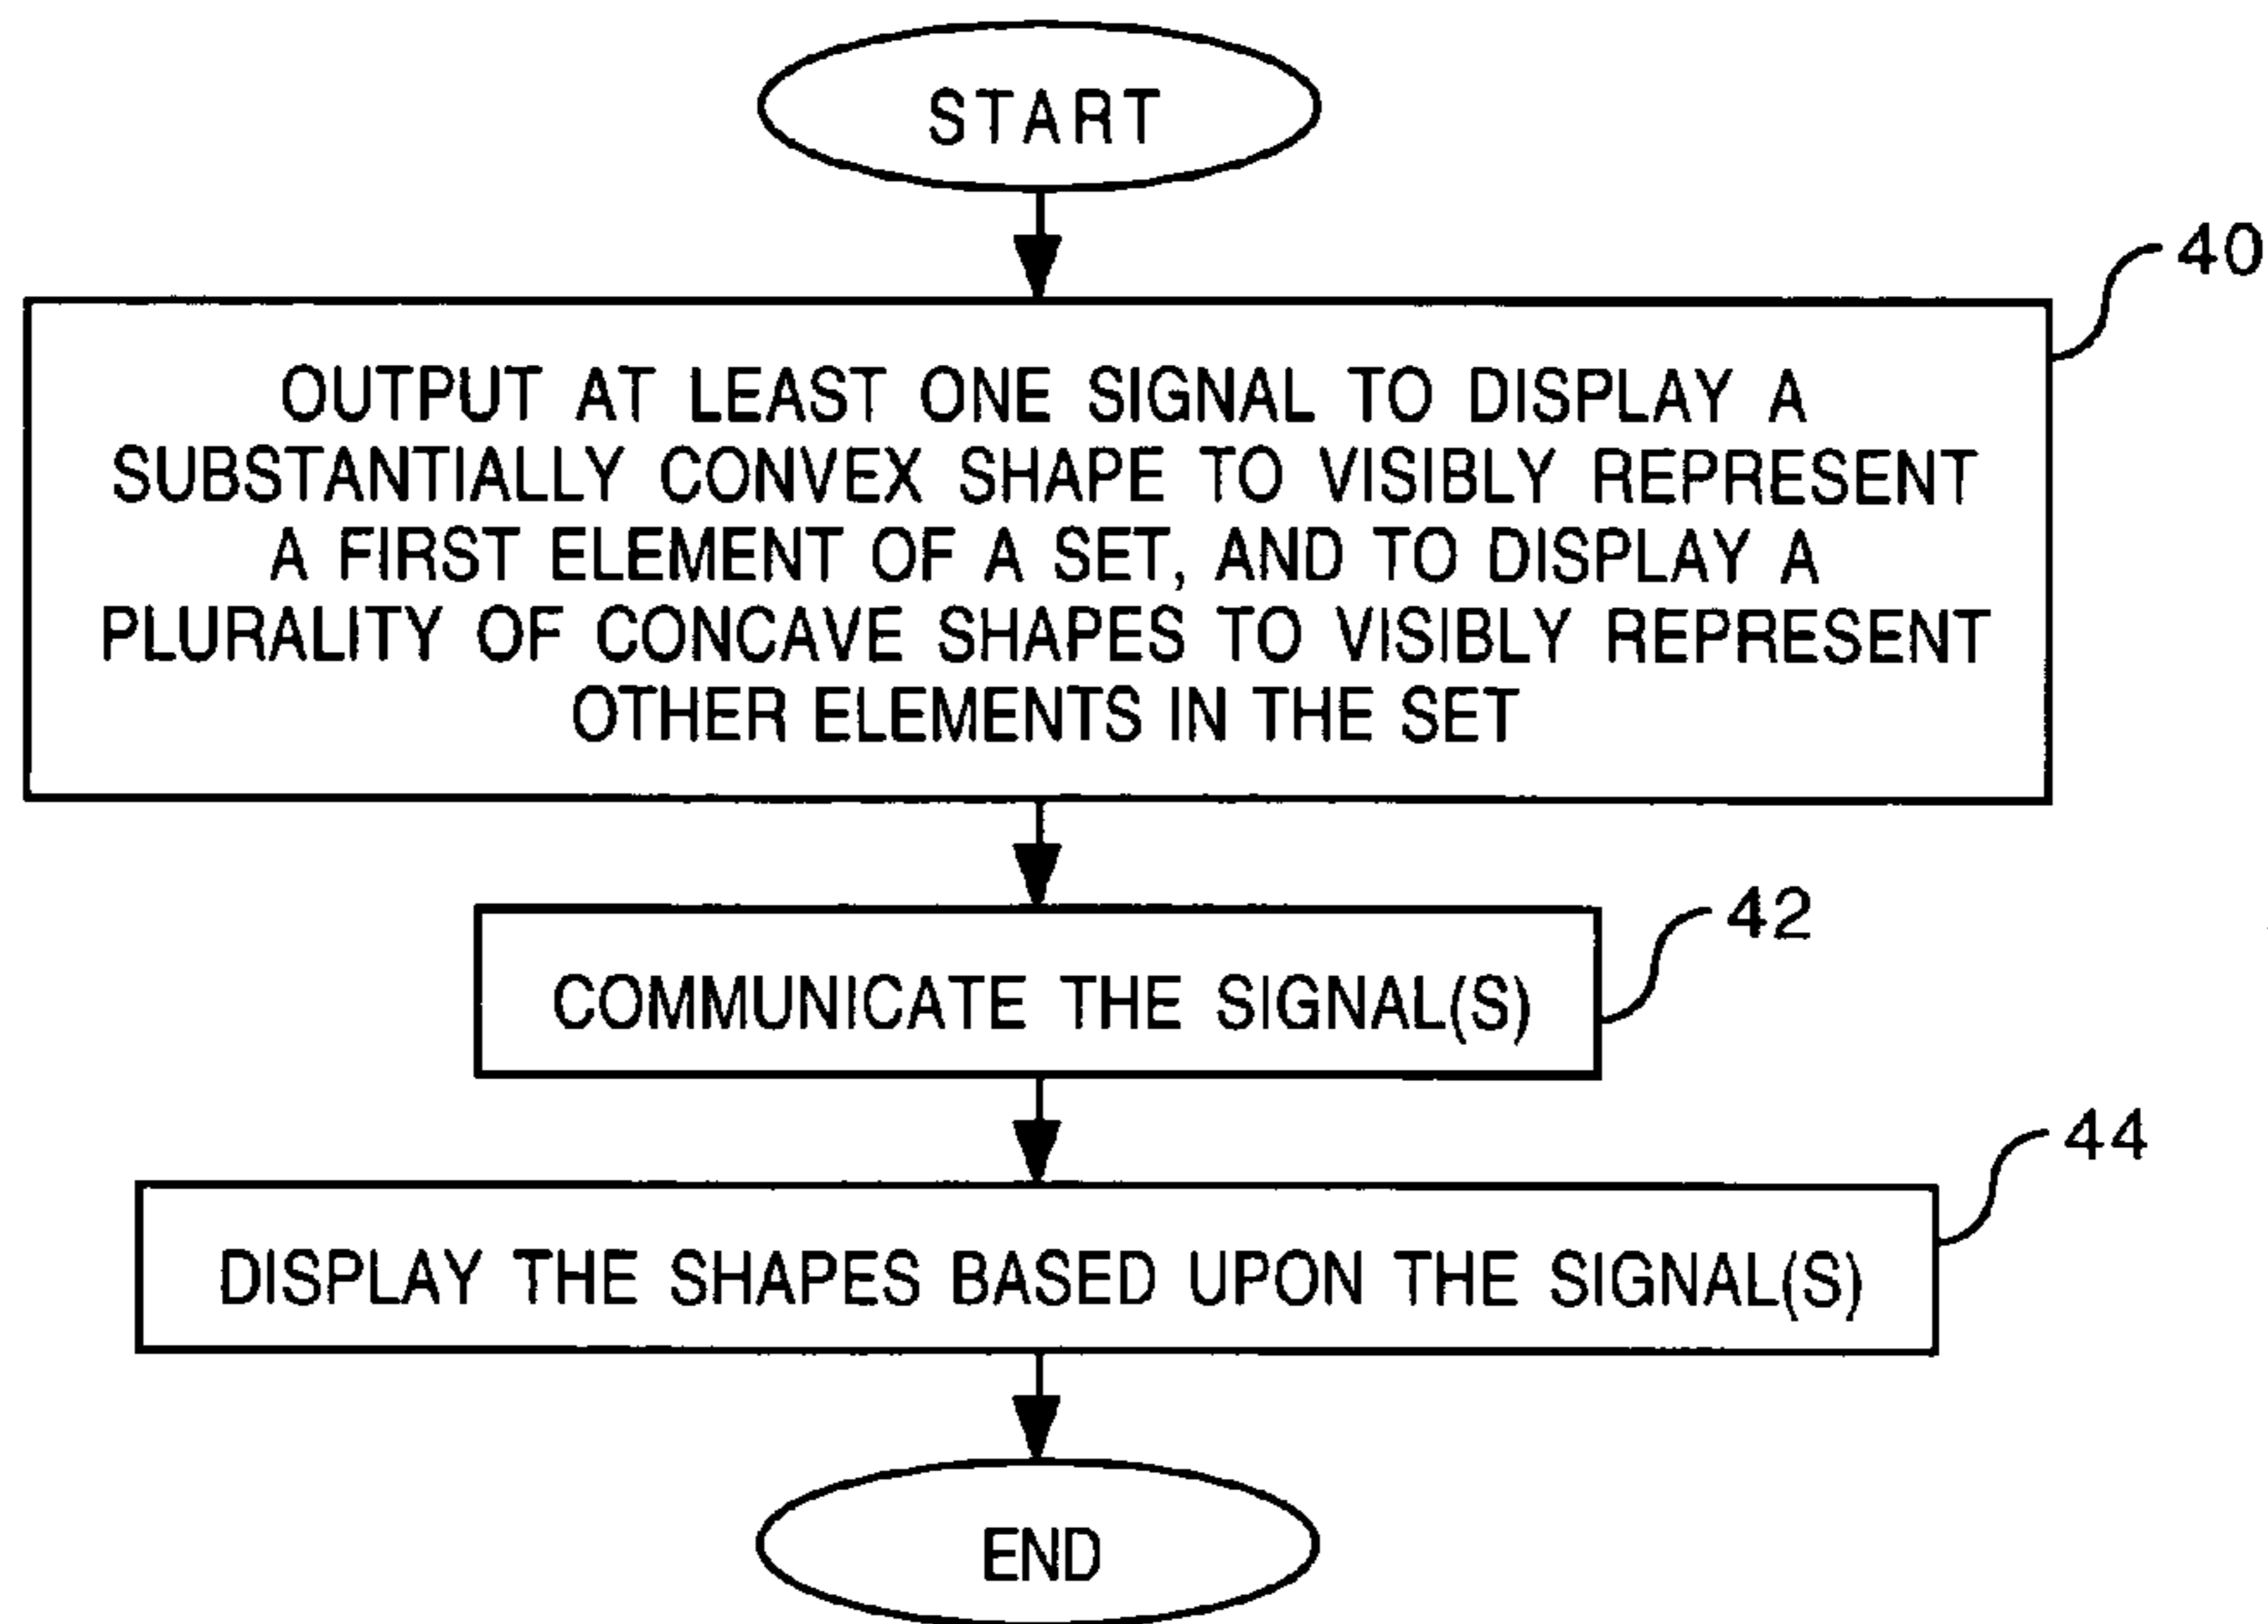 START
40
OUTPUT AT LEAST ONE SIGNAL TO DISPLAY A
SUBSTANTIALLY CONVEX SHAPE TO VISIBLY REPRESENT
A FIRST ELEMENT OF A SET, AND TO DISPLAY A
PLURALITY OF CONCAVE SHAPES TO VISIBLY REPRESENT
OTHER ELEMENTS IN THE SET
42
COMMUNICATE THE SIGNAL(S)
44
DISPLAY THE SHAPES BASED UPON THE SIGNAL(S)
END